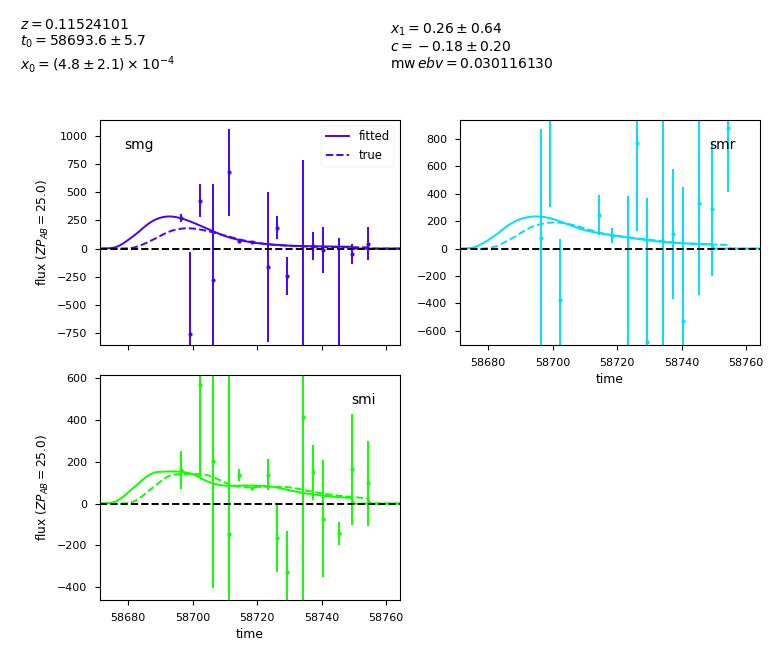 z = 0.11524101
t₀ = 58693.6 ± 5.7
x₀ = (4.8 ± 2.1) × 10⁻⁴
x₁ = 0.26 ± 0.64
c = −0.18 ± 0.20
mw ebv = 0.030116130
smg
fitted
true
1000
750
500
250
0
−250
−500
−750
flux (ZP_AB = 25.0)
smr
800
600
400
200
0
−200
−400
−600
58680 58700 58720 58740 58760
time
smi
600
400
200
0
−200
−400
flux (ZP_AB = 25.0)
58680 58700 58720 58740 58760
time